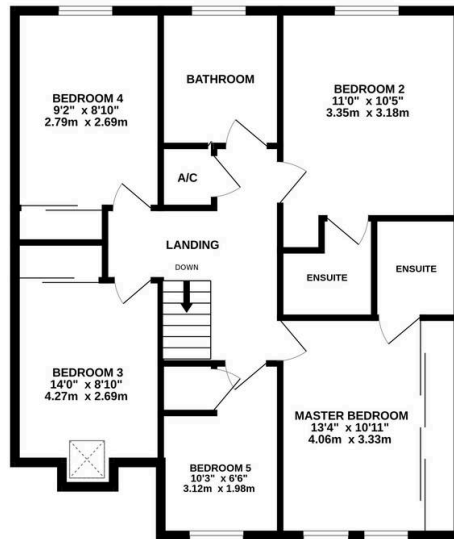 BEDROOM 4
9'2" x 8'10"
2.79m x 2.69m
BATHROOM
BEDROOM 2
11'0" x 10'5"
3.35m x 3.18m
A/C
LANDING
DOWN
ENSUITE
ENSUITE
BEDROOM 3
14'0" x 8'10"
4.27m x 2.69m
MASTER BEDROOM
13'4" x 10'11"
4.06m x 3.33m
BEDROOM 5
10'3" x 6'6"
3.12m x 1.98m